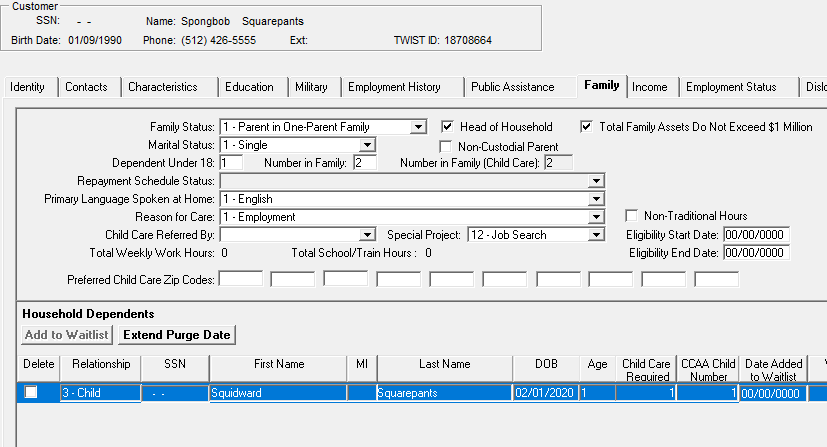 Customer
SSN: - - Name: Spongbob Squarepants
Birth Date: 01/09/1990 Phone: (512) 426-5555 Ext: TWIST ID: 18708664
Identity Contacts Characteristics Education Military Employment History Public Assistance Family Income Employment Status Disl
Family Status: 1 - Parent in One-Parent Family Head of Household Total Family Assets Do Not Exceed $1 Million
Marital Status: 1 - Single Non-Custodial Parent
Dependent Under 18: 1 Number in Family: 2 Number in Family (Child Care): 2
Repayment Schedule Status:
Primary Language Spoken at Home: 1 - English
Reason for Care: 1 - Employment Non-Traditional Hours
Child Care Referred By: Special Project: 12 - Job Search Eligibility Start Date: 00/00/0000
Total Weekly Work Hours: 0 Total School/Train Hours : 0 Eligibility End Date: 00/00/0000
Preferred Child Care Zip Codes:
Household Dependents
Add to Waitlist Extend Purge Date
Delete Relationship SSN First Name MI Last Name DOB Age Child Care Required CCAA Child Number Date Added to Waitlist
3 - Child - - Squidward Squarepants 02/01/2020 1 1 1 00/00/0000